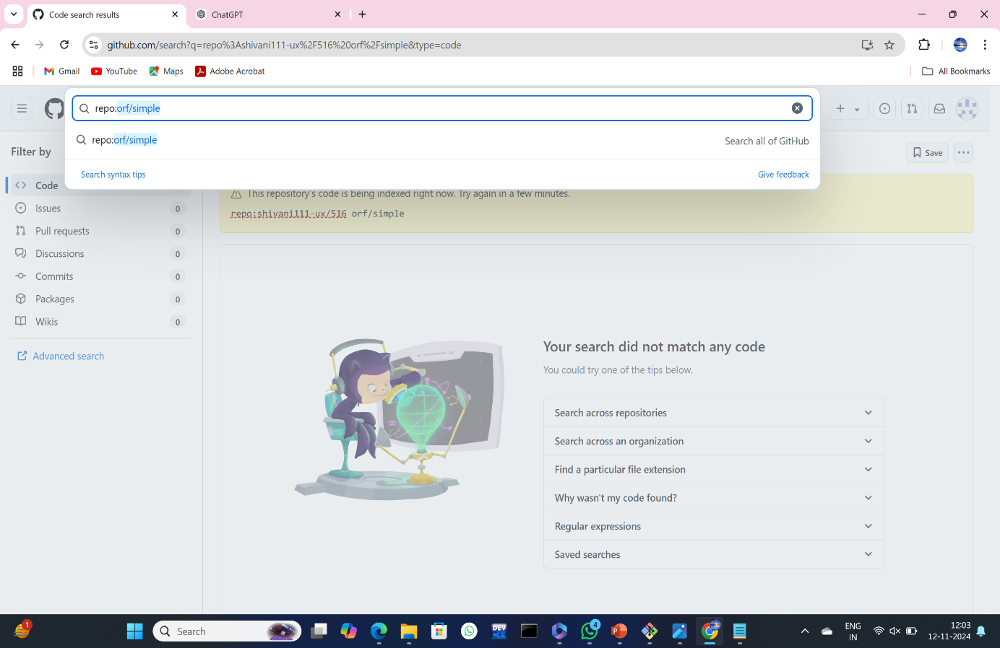 Code search results
ChatGPT
github.com/search?q=repo%3Ashivani111-ux%2F516%20orf%2Fsimple&type=code
Gmail
YouTube
Maps
Adobe Acrobat
All Bookmarks
repo:orf/simple
repo:orf/simple
Search all of GitHub
Search syntax tips
Give feedback
Filter by
Save
Code
This repository's code is being indexed right now. Try again in a few minutes.
repo:shivani111-ux/516 orf/simple
Issues 0
Pull requests 0
Discussions 0
Commits 0
Packages 0
Wikis 0
Advanced search
Your search did not match any code
You could try one of the tips below.
Search across repositories
Search across an organization
Find a particular file extension
Why wasn't my code found?
Regular expressions
Saved searches
1
Search
DEV
4
ENG
IN
12:03
12-11-2024